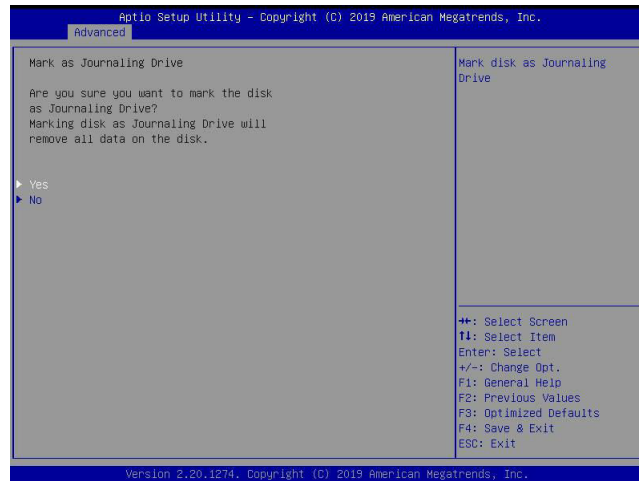 Aptio Setup Utility – Copyright (C) 2019 American Megatrends, Inc.
Advanced
Mark as Journaling Drive
Are you sure you want to mark the disk
as Journaling Drive?
Marking disk as Journaling Drive will
remove all data on the disk.
Yes
No
Mark disk as Journaling
Drive
→←: Select Screen
↑↓: Select Item
Enter: Select
+/-: Change Opt.
F1: General Help
F2: Previous Values
F3: Optimized Defaults
F4: Save & Exit
ESC: Exit
Version 2.20.1274. Copyright (C) 2019 American Megatrends, Inc.